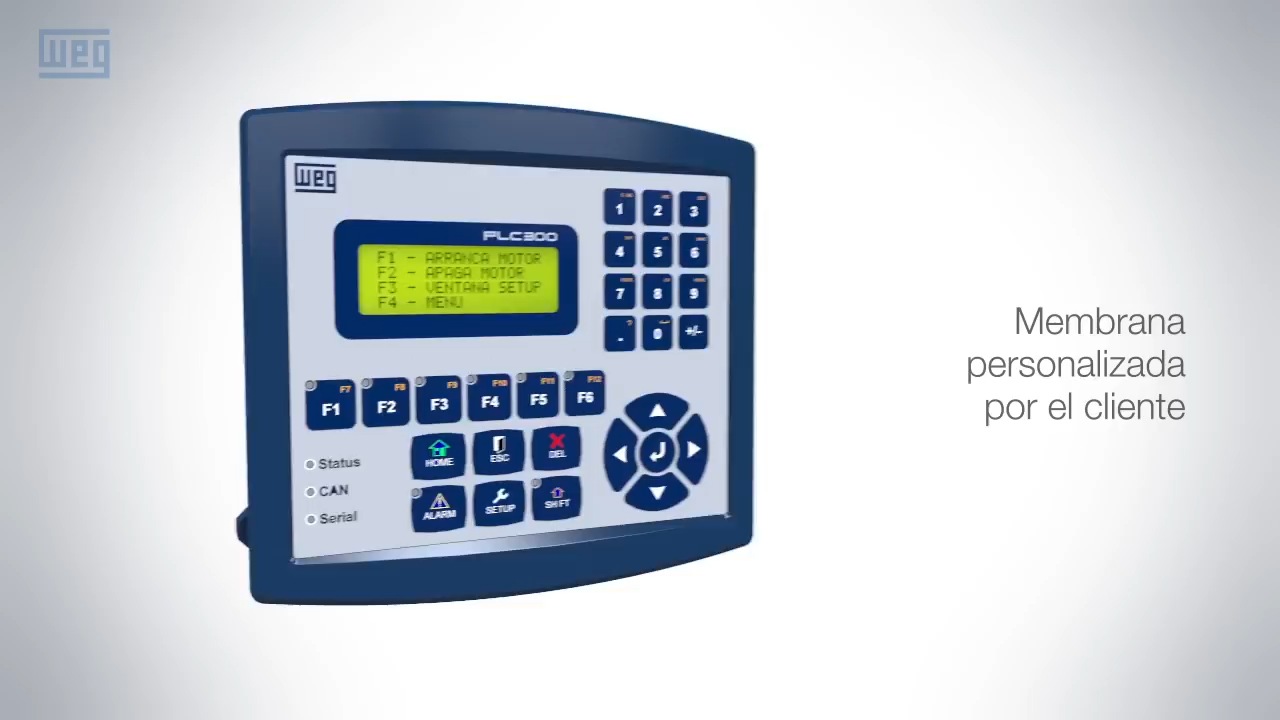 weg
weg
PLC300
F1 - ARRANCA MOTOR
F2 - APAGA MOTOR
F3 - VENTANA SETUP
F4 - MENU
1 2 3
4 5 6
7 8 9
. 0 +/-
F7 F8 F9 F10 F11 F12
F1 F2 F3 F4 F5 F6
HOME ESC DEL
ALARM SETUP SHIFT
Status
CAN
Serial
Membrana
personalizada
por el cliente